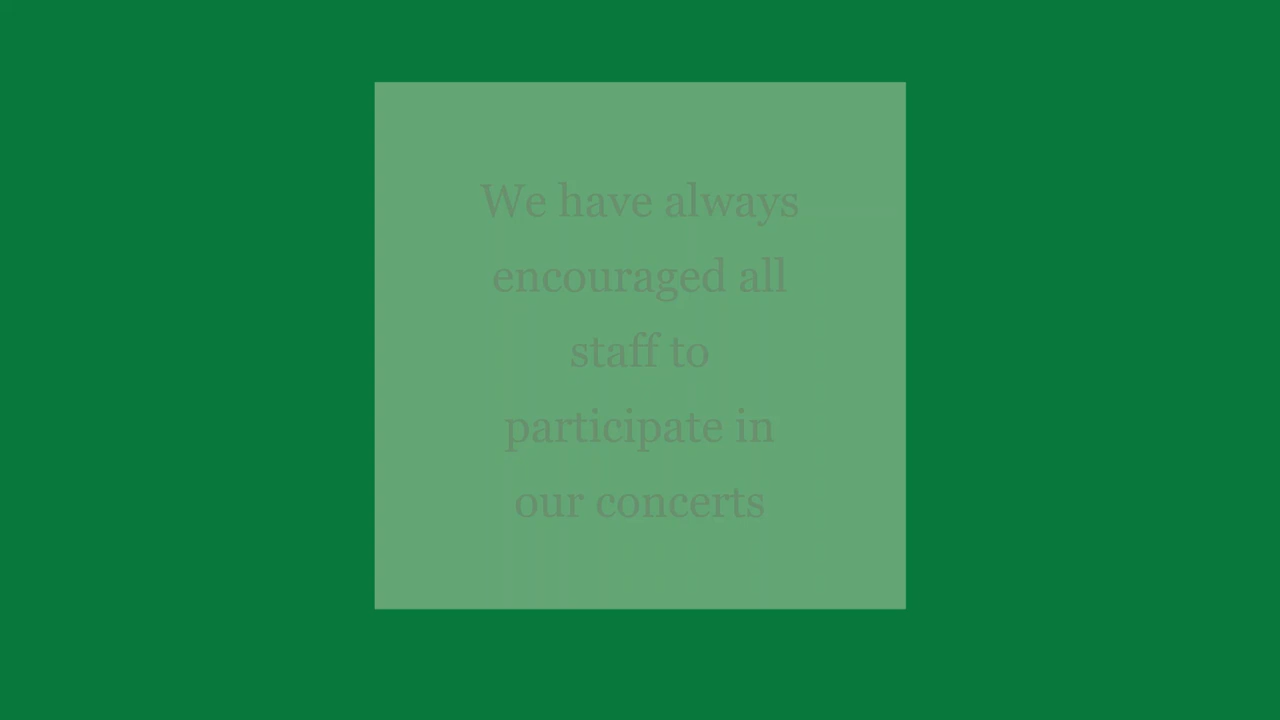 We have always
encouraged all
staff to
participate in
our concerts